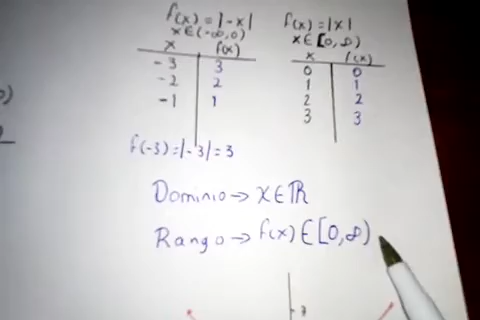 f(x)=|-x|
x∈(-∞,0)
x f(x)
-3 3
-2 2
-1 1
f(x)=|x|
x∈[0,∞)
x f(x)
0 0
1 1
2 2
3 3
f(-3)=|-3|=3
Dominio→ x∈ℝ
Rango→ f(x)∈[0,∞)